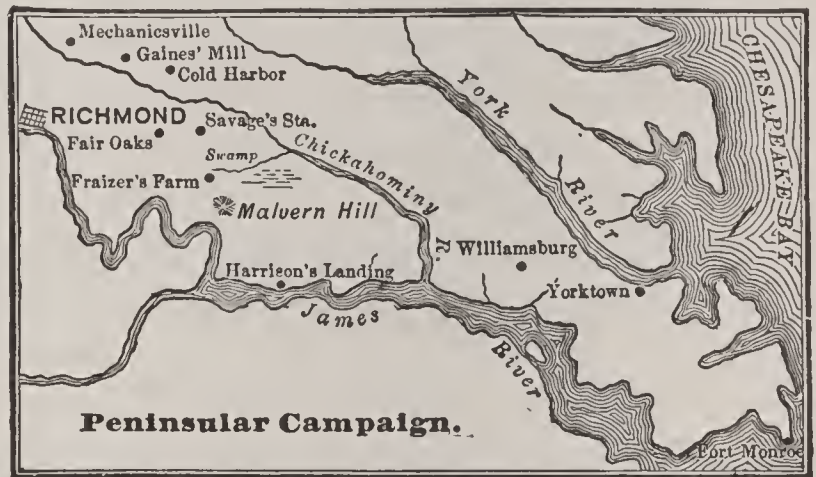 Mechanicsville
Gaines' Mill
Cold Harbor
RICHMOND
Savage's Sta.
Fair Oaks
Swamp
Fraizer's Farm
Malvern Hill
Chickahominy
R.
York
River
CHESAPEAKE BAY
Williamsburg
Harrison's Landing
Yorktown
James
River
Peninsular Campaign.
Fort Monroe